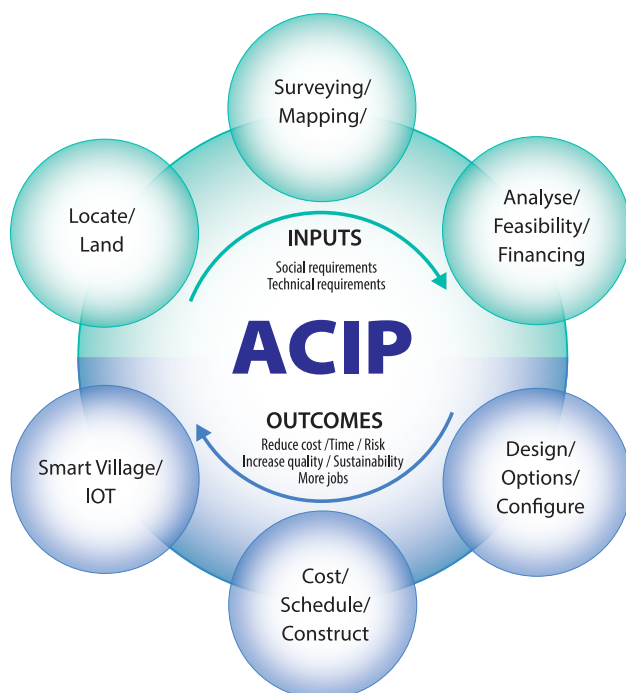 Surveying/
Mapping/
Analyse/
Feasibility/
Financing
Locate/
Land
INPUTS
Social requirements
Technical requirements
ACIP
OUTCOMES
Reduce cost /Time / Risk
Increase quality / Sustainability
More jobs
Design/
Options/
Configure
Smart Village/
IOT
Cost/
Schedule/
Construct